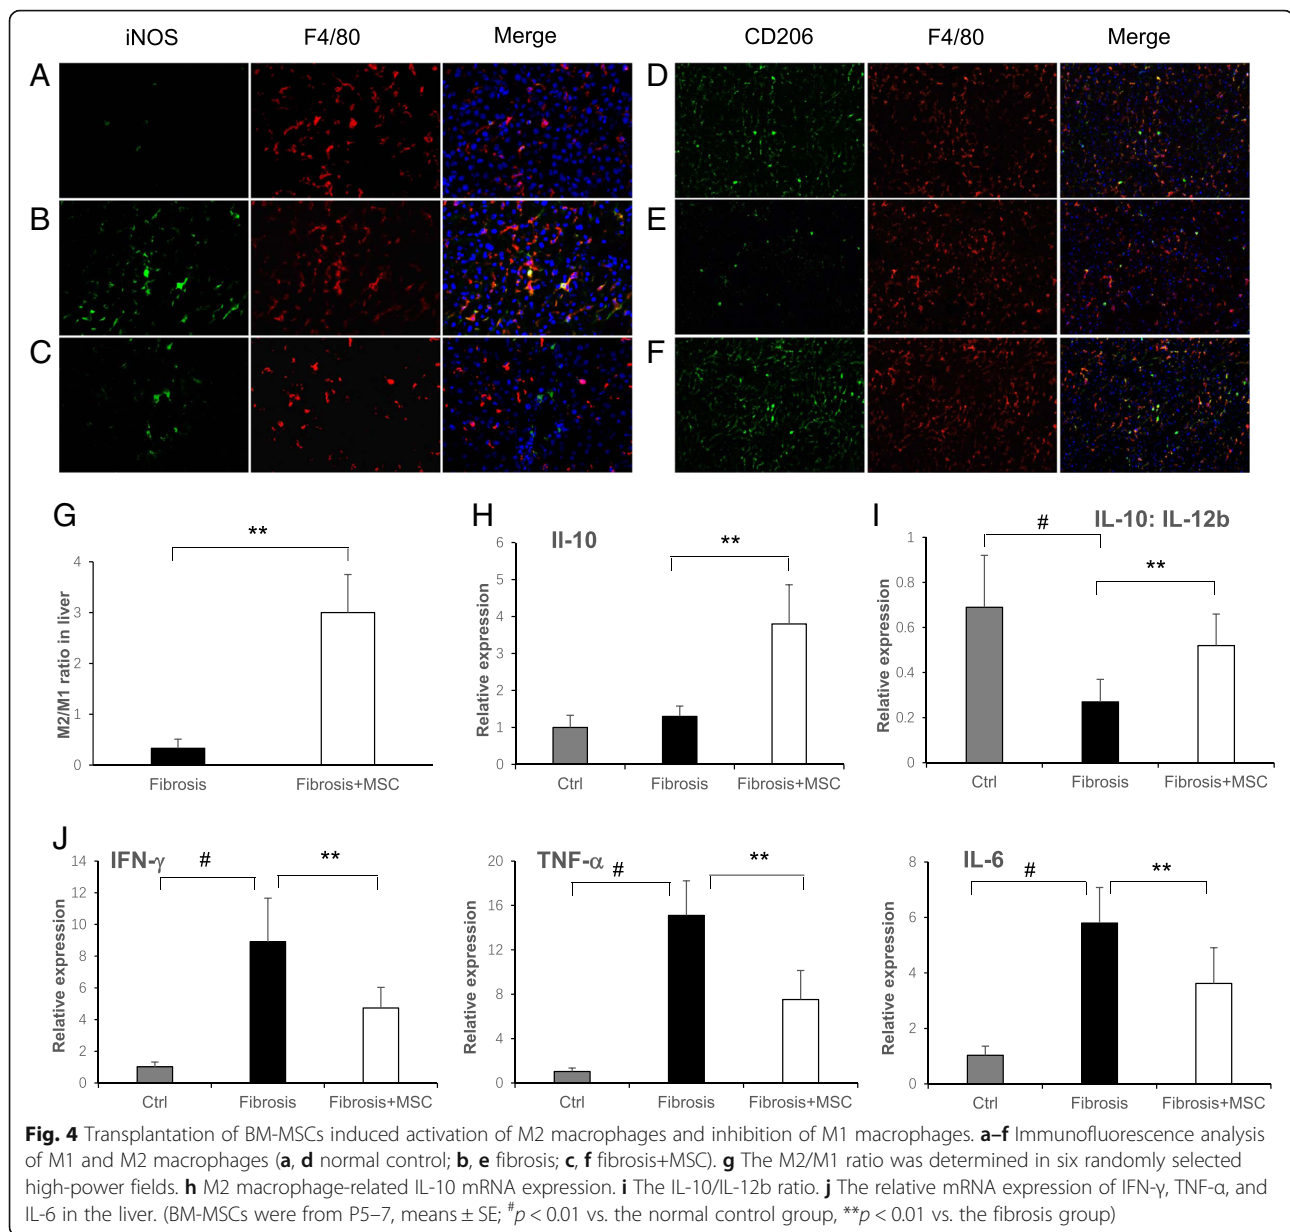 iNOS F4/80 Merge CD206 F4/80 Merge
A D
B E
C F
G
**
M2/M1 ratio in liver
4
3
2
1
0
Fibrosis Fibrosis+MSC
H
Il-10
**
Relative expression
6
5
4
3
2
1
0
Ctrl Fibrosis Fibrosis+MSC
I
IL-10: IL-12b
# **
Relative expression
1
0.8
0.6
0.4
0.2
0
Ctrl Fibrosis Fibrosis+MSC
J
IFN-γ
# **
Relative expression
14
12
10
8
6
4
2
0
Ctrl Fibrosis Fibrosis+MSC
TNF-α
# **
Relative expression
20
16
12
8
4
0
Ctrl Fibrosis Fibrosis+MSC
IL-6
# **
Relative expression
8
6
4
2
0
Ctrl Fibrosis Fibrosis+MSC
Fig. 4 Transplantation of BM-MSCs induced activation of M2 macrophages and inhibition of M1 macrophages. a–f Immunofluorescence analysis
of M1 and M2 macrophages (a, d normal control; b, e fibrosis; c, f fibrosis+MSC). g The M2/M1 ratio was determined in six randomly selected
high-power fields. h M2 macrophage-related IL-10 mRNA expression. i The IL-10/IL-12b ratio. j The relative mRNA expression of IFN-γ, TNF-α, and
IL-6 in the liver. (BM-MSCs were from P5–7, means ± SE; #p < 0.01 vs. the normal control group, **p < 0.01 vs. the fibrosis group)